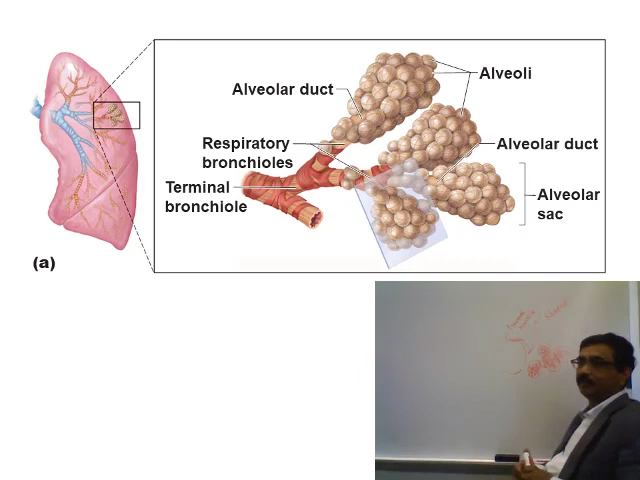 Alveoli
Alveolar duct
Respiratory
bronchioles
Alveolar duct
Terminal
bronchiole
Alveolar
sac
(a)